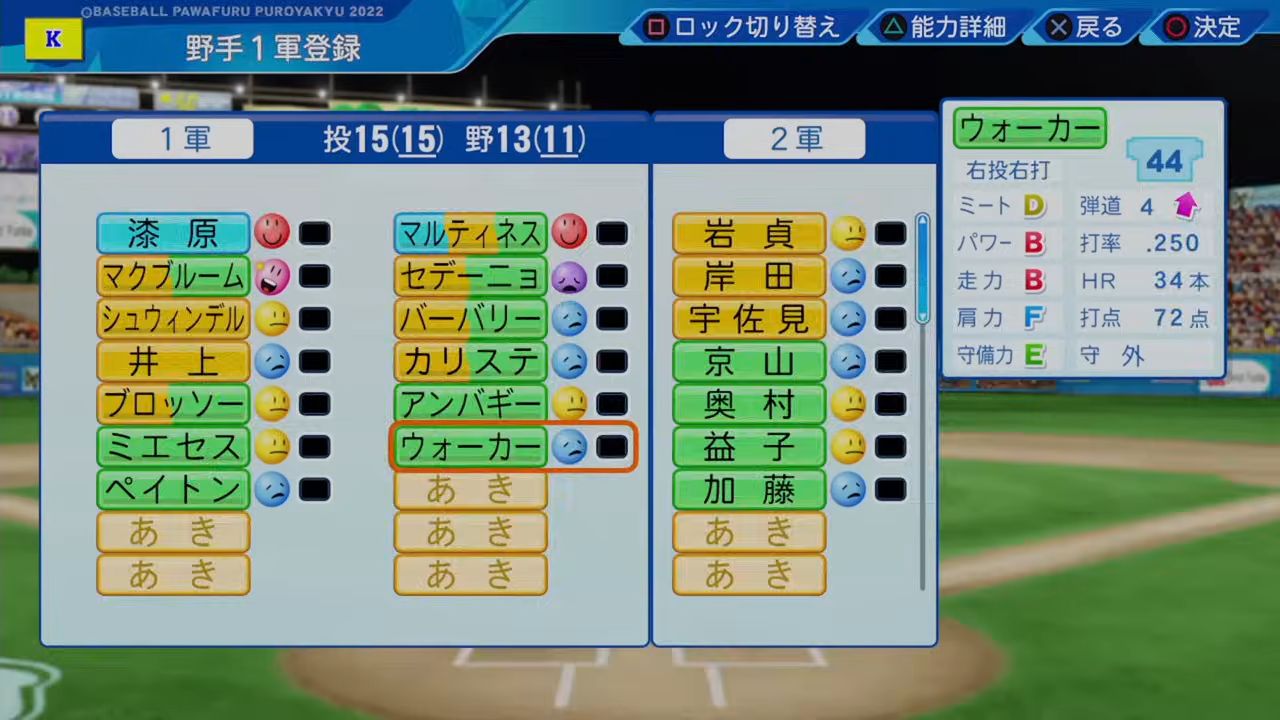 ©BASEBALL PAWAFURU PUROYAKYU 2022
K
野手1軍登録
ロック切り替え
能力詳細
戻る
決定
1軍
投15(15) 野13(11)
2軍
漆原
マクブルーム
シュウィンデル
井上
ブロッソー
ミエセス
ペイトン
あき
あき
マルティネス
セデーニョ
バーバリー
カリステ
アンバギー
ウォーカー
あき
あき
あき
岩貞
岸田
宇佐見
京山
奥村
益子
加藤
あき
あき
ウォーカー
右投右打
44
ミート D
弾道 4
パワー B
打率 .250
走力 B
HR 34本
肩力 F
打点 72点
守備力 E
守 外